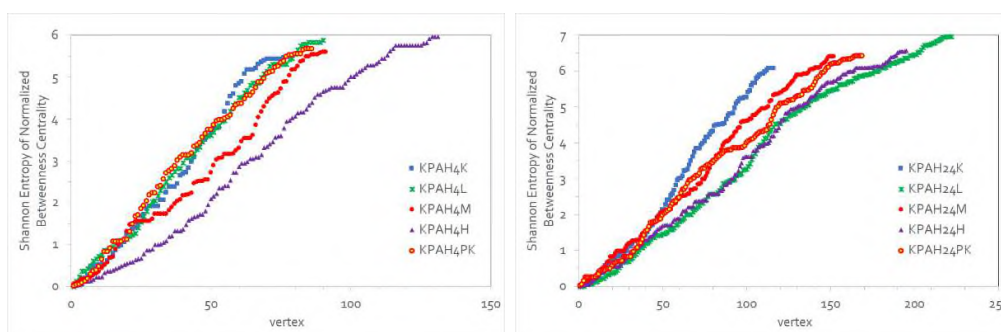 Shannon Entropy of Normalized
Betweenness Centrality
6
5
4
3
2
1
0
0
50
100
150
vertex
KPAH4K
KPAH4L
KPAH4M
KPAH4H
KPAH4PK
Shannon Entropy of Normalized
Betweenness Centrality
7
6
5
4
3
2
1
0
0
50
100
150
200
25
vertex
KPAH24K
KPAH24L
KPAH24M
KPAH24H
KPAH24PK